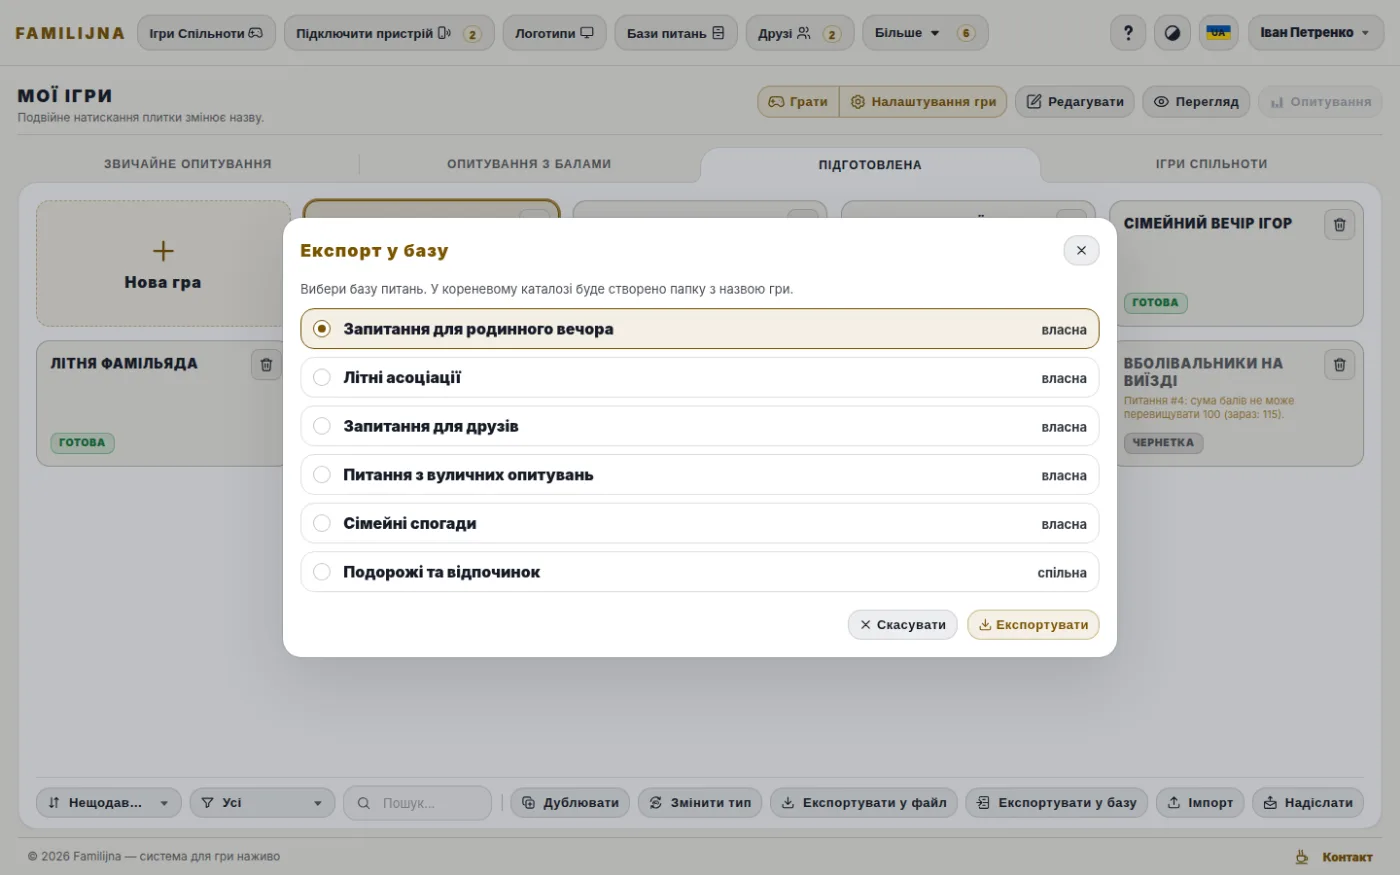 FAMILIJNA
Ігри Спільноти
Підключити пристрій 2
Логотипи
Бази питань
Друзі 2
Більше 6
?
UA
Іван Петренко
МОЇ ІГРИ
Подвійне натискання плитки змінює назву.
Грати
Налаштування гри
Редагувати
Перегляд
Опитування
ЗВИЧАЙНЕ ОПИТУВАННЯ
ОПИТУВАННЯ З БАЛАМИ
ПІДГОТОВЛЕНА
ІГРИ СПІЛЬНОТИ
Нова гра
СІМЕЙНИЙ ВЕЧІР ІГОР
ГОТОВА
ЛІТНЯ ФАМІЛЬЯДА
ГОТОВА
ВБОЛІВАЛЬНИКИ НА
ВИЇЗДІ
Питання #4: сума балів не може
перевищувати 100 (зараз: 115).
ЧЕРНЕТКА
Експорт у базу
Вибери базу питань. У кореневому каталозі буде створено папку з назвою гри.
Запитання для родинного вечора власна
Літні асоціації власна
Запитання для друзів власна
Питання з вуличних опитувань власна
Сімейні спогади власна
Подорожі та відпочинок спільна
Скасувати
Експортувати
Нещодав...
Усі
Пошук...
Дублювати
Змінити тип
Експортувати у файл
Експортувати у базу
Імпорт
Надіслати
© 2026 Familijna — система для гри наживо
Контакт